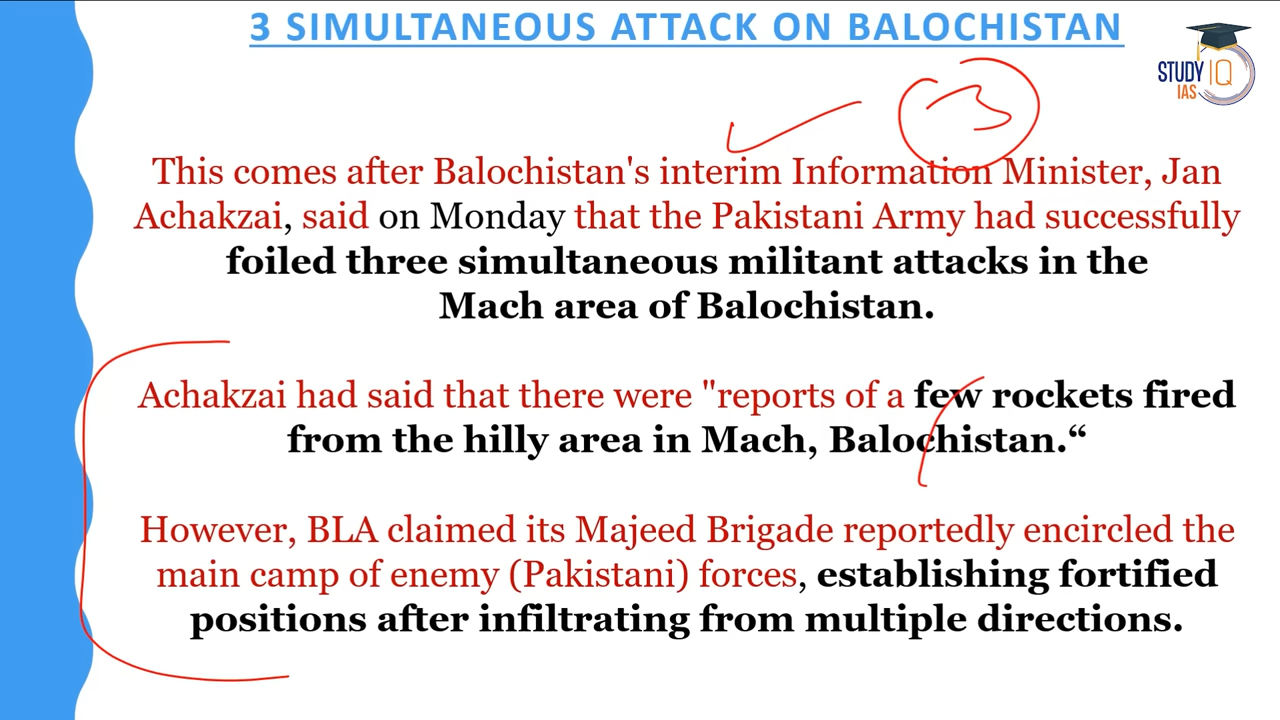 3 SIMULTANEOUS ATTACK ON BALOCHISTAN
STUDY IQ
IAS
3
This comes after Balochistan's interim Information Minister, Jan
Achakzai, said on Monday that the Pakistani Army had successfully
foiled three simultaneous militant attacks in the
Mach area of Balochistan.
Achakzai had said that there were "reports of a few rockets fired
from the hilly area in Mach, Balochistan.“
However, BLA claimed its Majeed Brigade reportedly encircled the
main camp of enemy (Pakistani) forces, establishing fortified
positions after infiltrating from multiple directions.